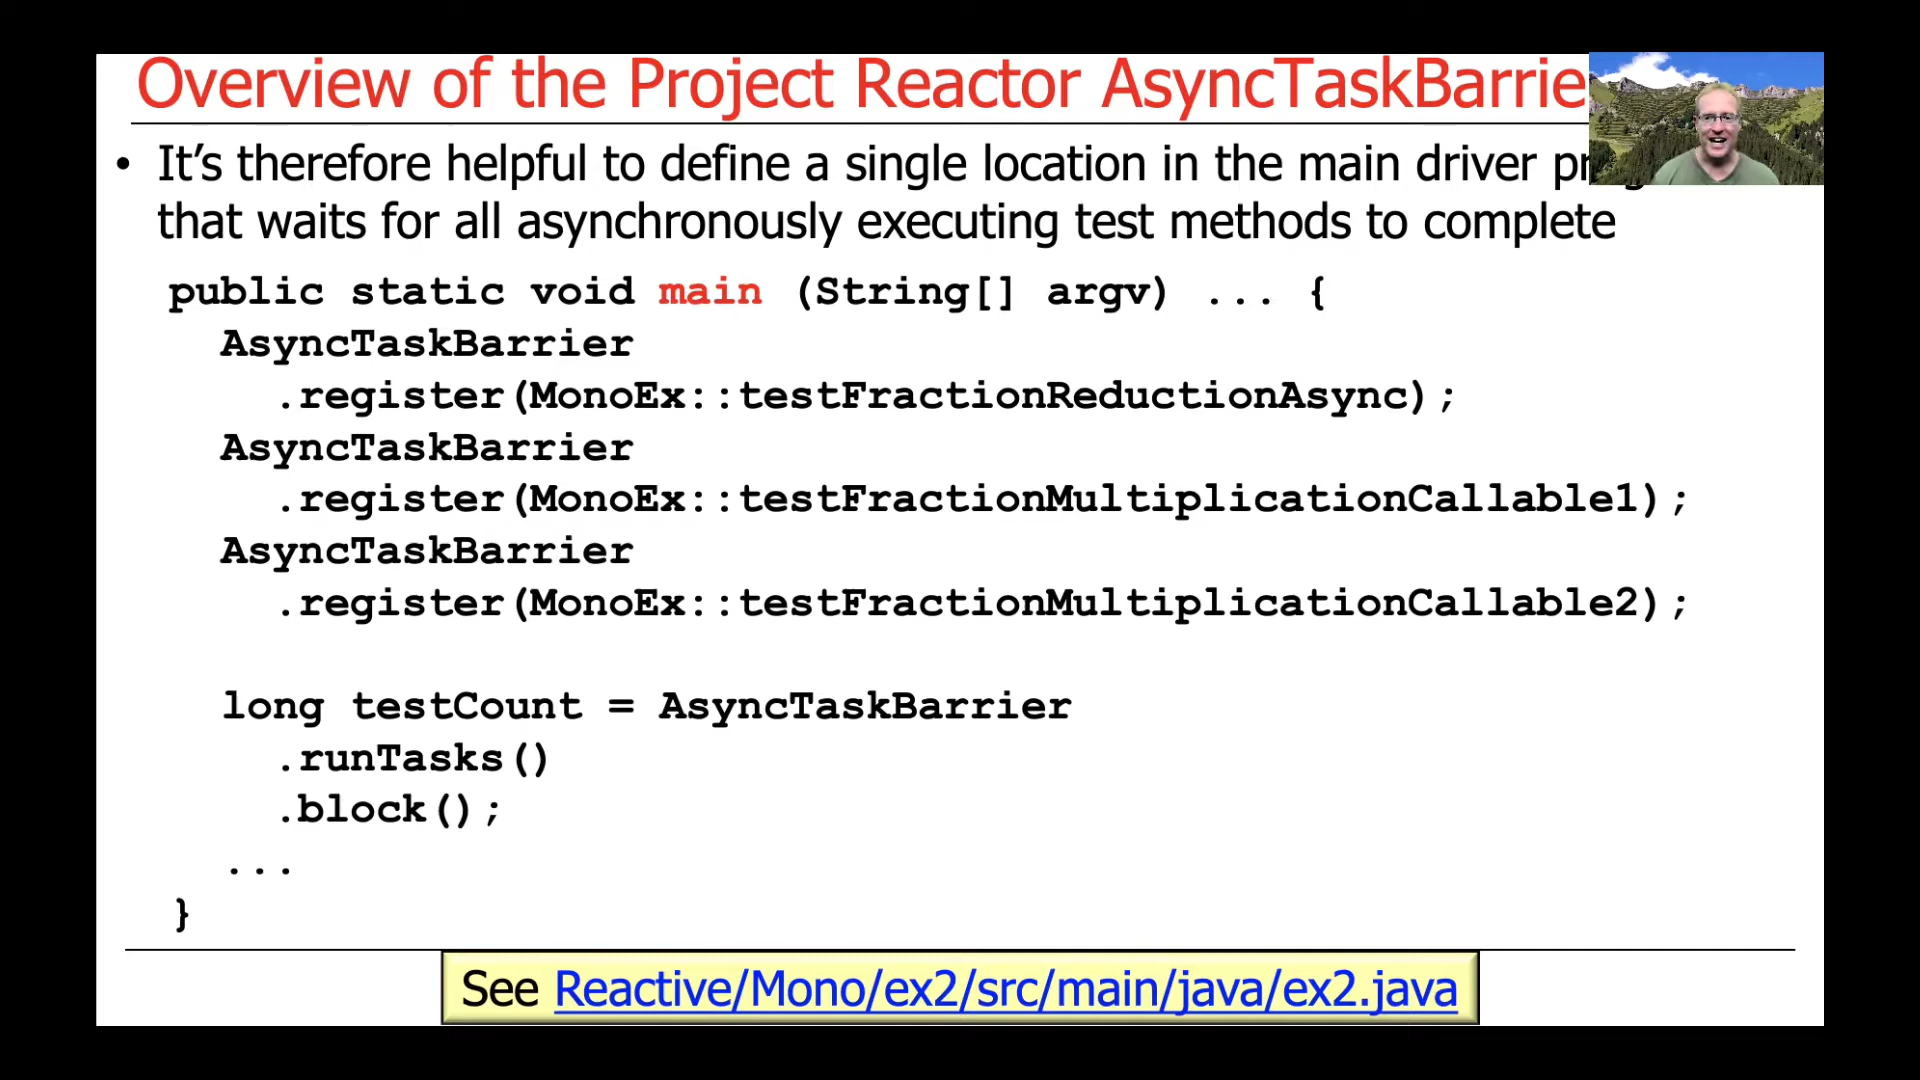 Overview of the Project Reactor AsyncTaskBarrie
• It's therefore helpful to define a single location in the main driver
that waits for all asynchronously executing test methods to complete
public static void main (String[] argv) ... {
AsyncTaskBarrier
.register(MonoEx::testFractionReductionAsync);
AsyncTaskBarrier
.register(MonoEx::testFractionMultiplicationCallable1);
AsyncTaskBarrier
.register(MonoEx::testFractionMultiplicationCallable2);
long testCount = AsyncTaskBarrier
.runTasks()
.block();
...
}
See Reactive/Mono/ex2/src/main/java/ex2.java